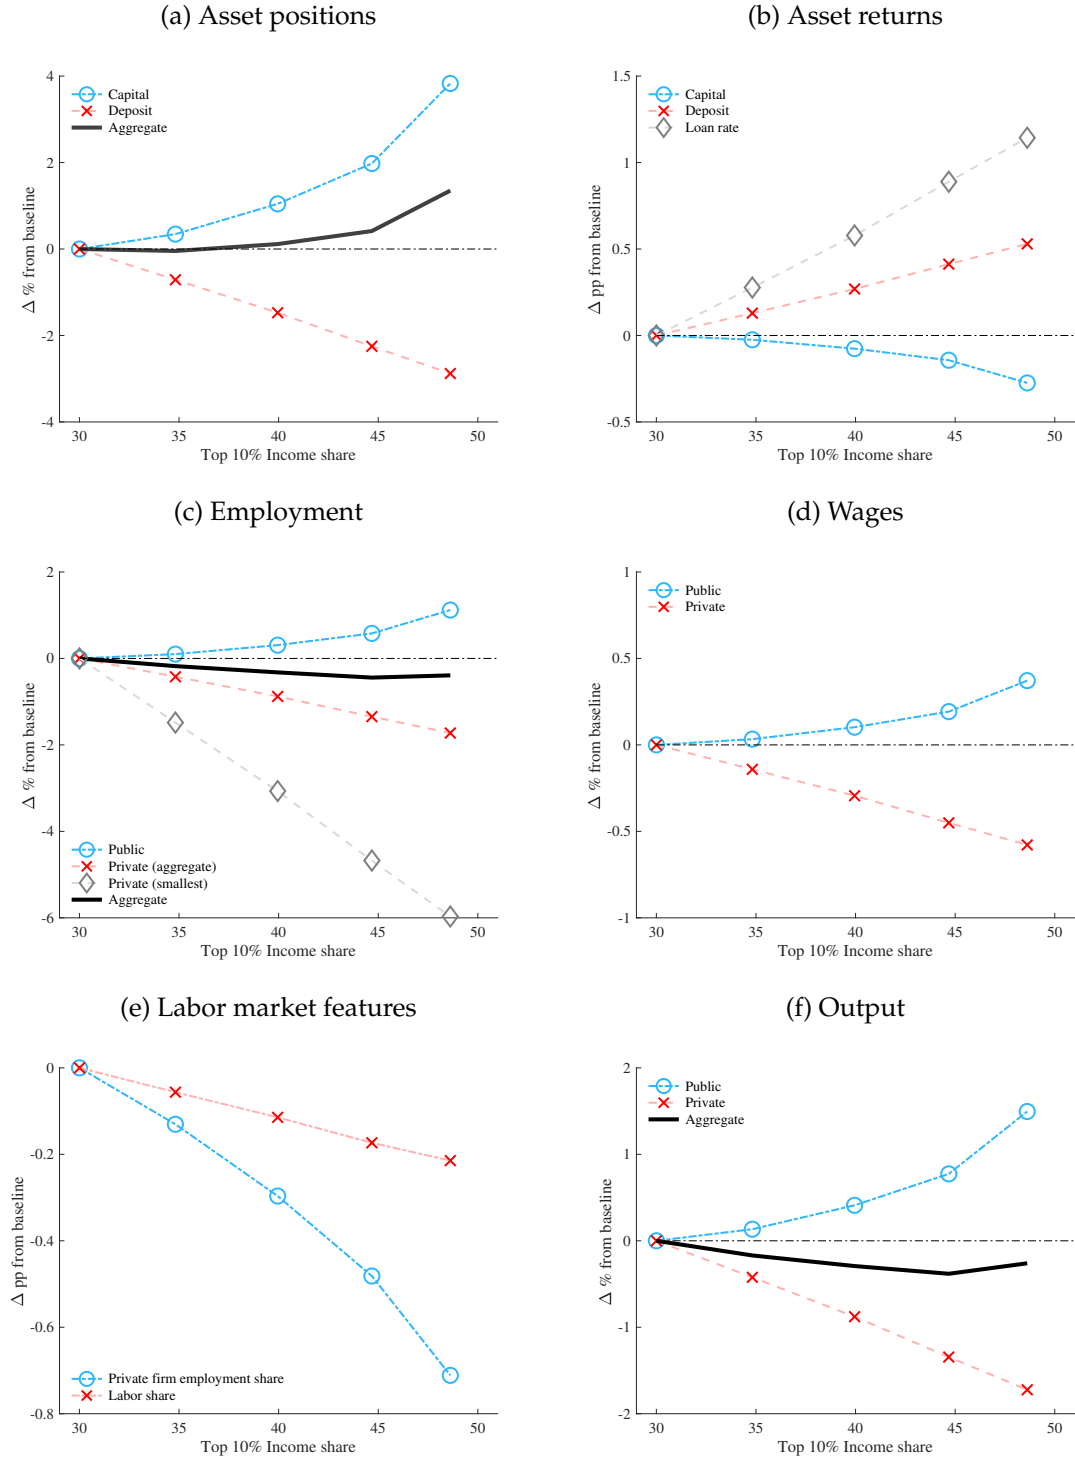 (a) Asset positions
4
2
0
-2
-4
Δ % from baseline
Capital
Deposit
Aggregate
30 35 40 45 50
Top 10% Income share
(b) Asset returns
1.5
1
0.5
0
-0.5
Δ pp from baseline
Capital
Deposit
Loan rate
30 35 40 45 50
Top 10% Income share
(c) Employment
2
0
-2
-4
-6
Δ % from baseline
Public
Private (aggregate)
Private (smallest)
Aggregate
30 35 40 45 50
Top 10% Income share
(d) Wages
1
0.5
0
-0.5
-1
Δ % from baseline
Public
Private
30 35 40 45 50
Top 10% Income share
(e) Labor market features
0
-0.2
-0.4
-0.6
-0.8
Δ pp from baseline
Private firm employment share
Labor share
30 35 40 45 50
Top 10% Income share
(f) Output
2
1
0
-1
-2
Δ % from baseline
Public
Private
Aggregate
30 35 40 45 50
Top 10% Income share